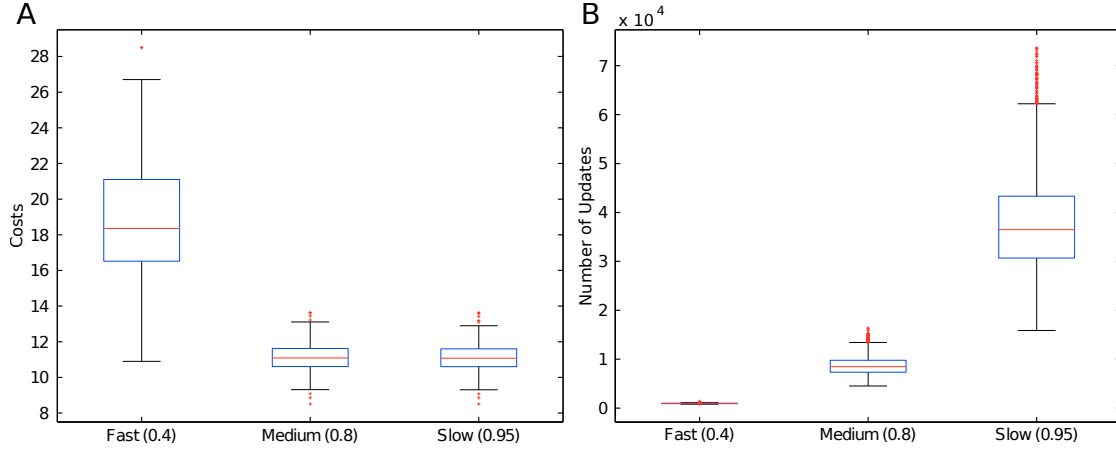 A
Costs
28
26
24
22
20
18
16
14
12
10
8
Fast (0.4) Medium (0.8) Slow (0.95)
B
x 10 4
Number of Updates
7
6
5
4
3
2
1
0
Fast (0.4) Medium (0.8) Slow (0.95)